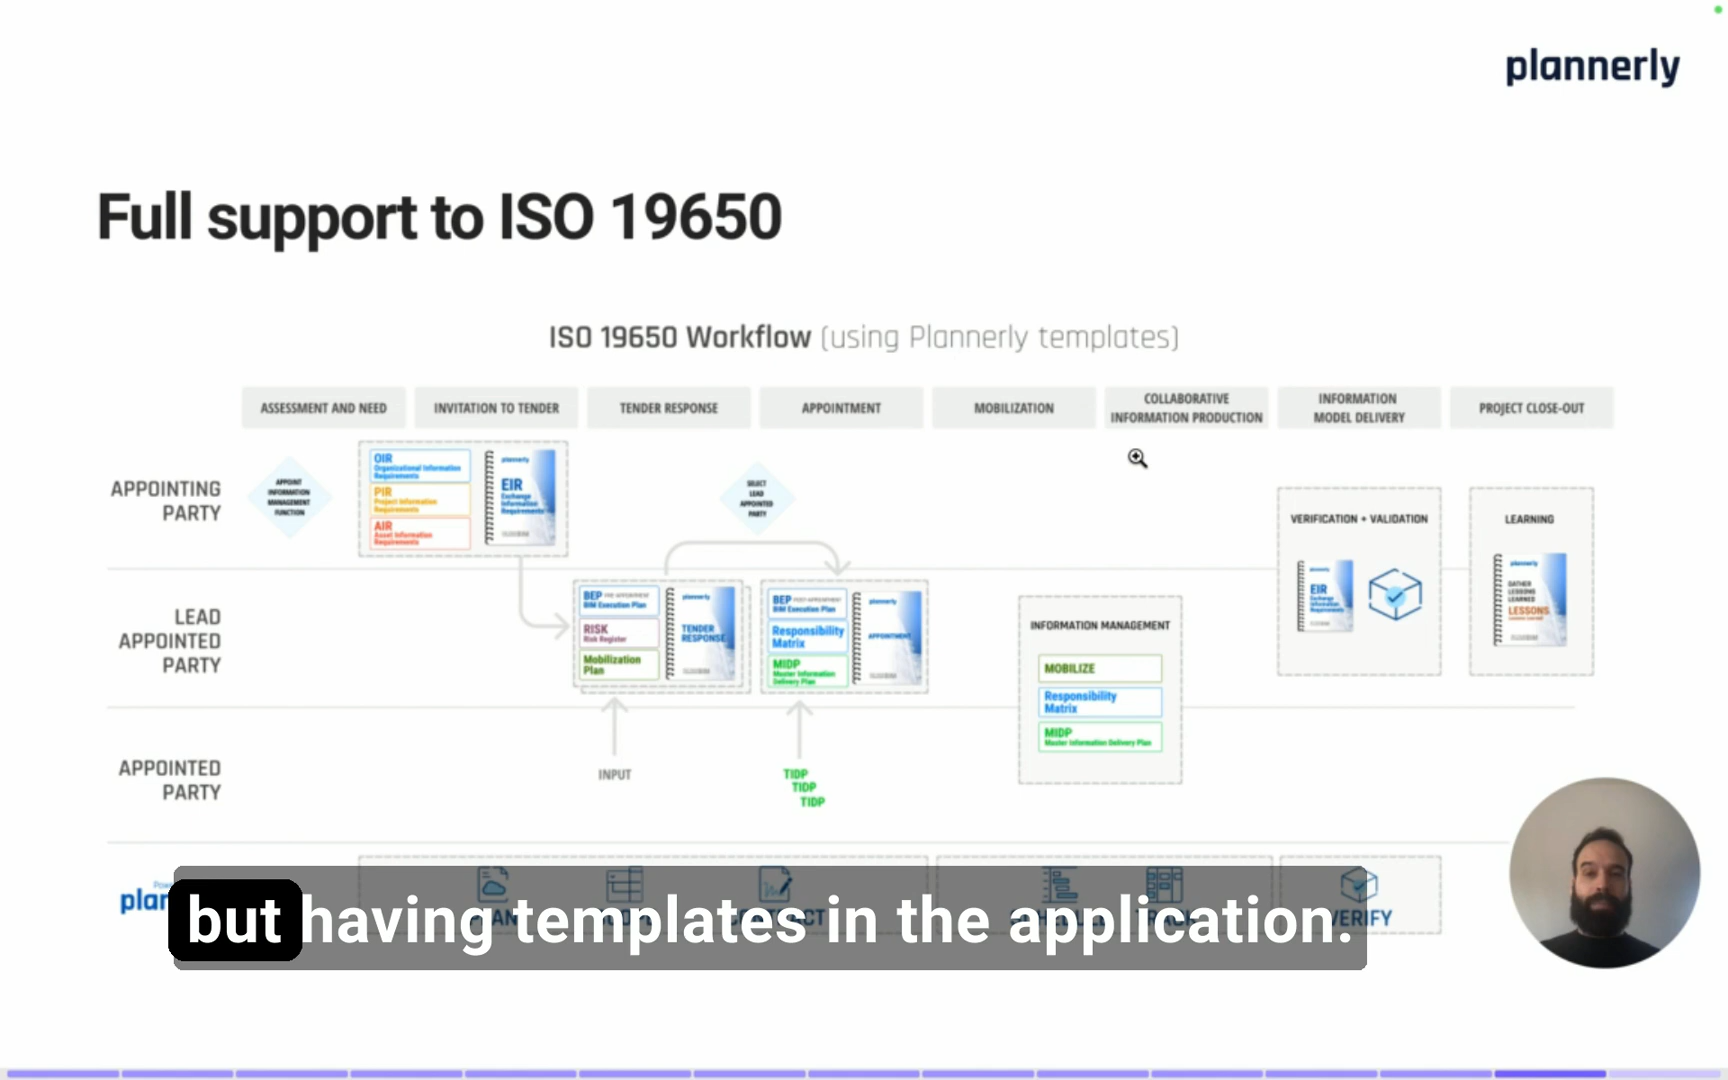 plannerly
Full support to ISO 19650
ISO 19650 Workflow (using Plannerly templates)
ASSESSMENT AND NEED
INVITATION TO TENDER
TENDER RESPONSE
APPOINTMENT
MOBILIZATION
COLLABORATIVE
INFORMATION PRODUCTION
INFORMATION
MODEL DELIVERY
PROJECT CLOSE-OUT
APPOINTING
PARTY
APPOINT
INFORMATION
MANAGEMENT
FUNCTION
OIR
Organizational Information
Requirements
PIR
Project Information
Requirements
AIR
Asset Information
Requirements
plannerly
EIR
Exchange
Information
Requirements
SELECT
LEAD
APPOINTED
PARTY
VERIFICATION + VALIDATION
plannerly
EIR
Exchange
Information
Requirements
LEARNING
plannerly
GATHER
LESSONS
LEARNED
LESSONS
LEAD
APPOINTED
PARTY
BEP PRE-APPOINTMENT
BIM Execution Plan
RISK
Risk Register
Mobilization
Plan
plannerly
TENDER
RESPONSE
BEP POST-APPOINTMENT
BIM Execution Plan
Responsibility
Matrix
MIDP
Master Information
Delivery Plan
plannerly
APPOINTMENT
INFORMATION MANAGEMENT
MOBILIZE
Responsibility
Matrix
MIDP
Master Information Delivery Plan
APPOINTED
PARTY
INPUT
TIDP
TIDP
TIDP
VERIFY
but having templates in the application.